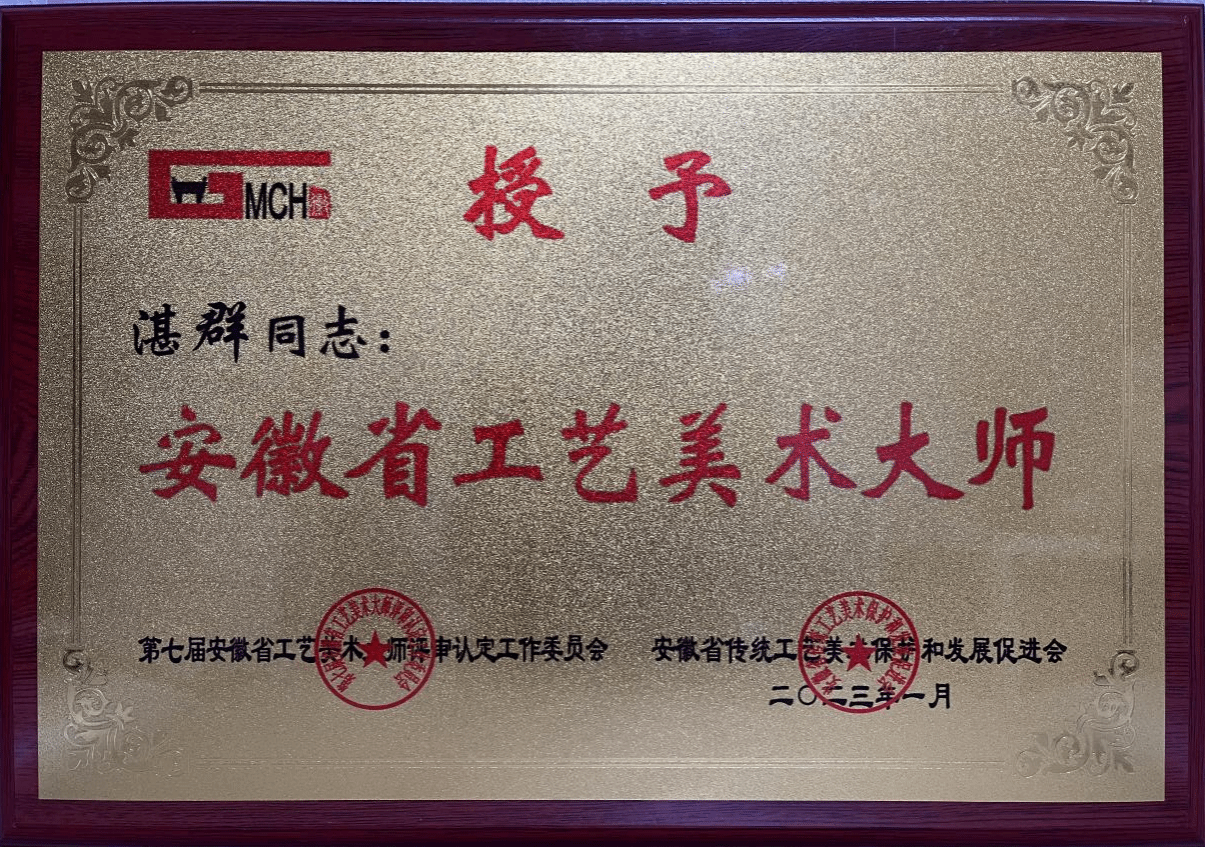 MCH
授予
湛群同志：
安徽省工艺美术大师
第七届安徽省工艺美术大师评审认定工作委员会
安徽省传统工艺美术保护和发展促进会
二〇二三年一月